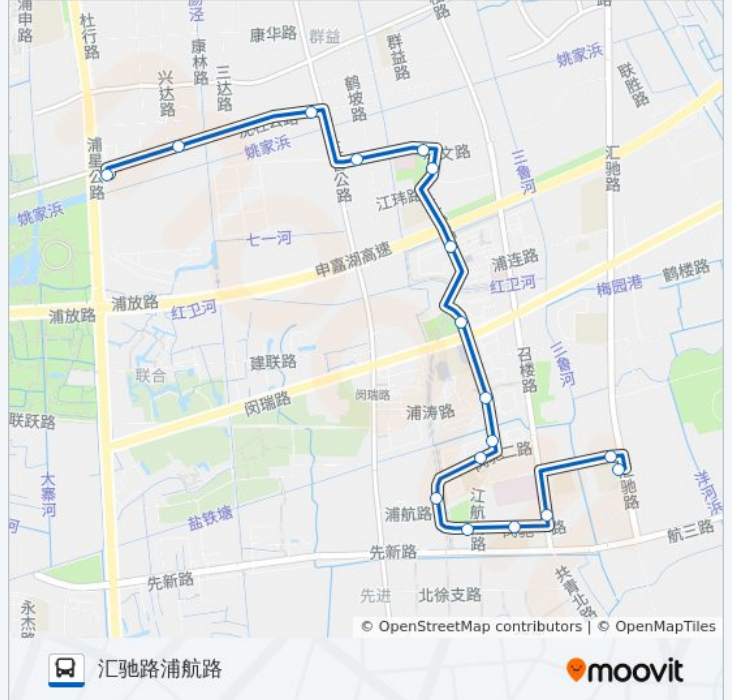 浦申路
杜行路
康林路
康华路
群益
群益路
姚家浜
联胜路
兴达路
三达路
鹤坡路
姚家浜
浦星公路
三鲁河
汇驰路
公路
文路
江玮路
姚家浜
七一河
申嘉湖高速
浦连路
红卫河
鹤楼路
梅园港
浦放路
浦放路
红卫河
建联路
联合
召楼路
三鲁河
闵瑞路
闵瑞路
浦涛路
联跃路
大寨河
二路
汇驰路
洋河浜
盐铁塘
浦航路
江航路
路
航三路
先新路
先新路
先进
北徐支路
共青北路
永杰路
© OpenStreetMap contributors | © OpenMapTiles
汇驰路浦航路
moovit